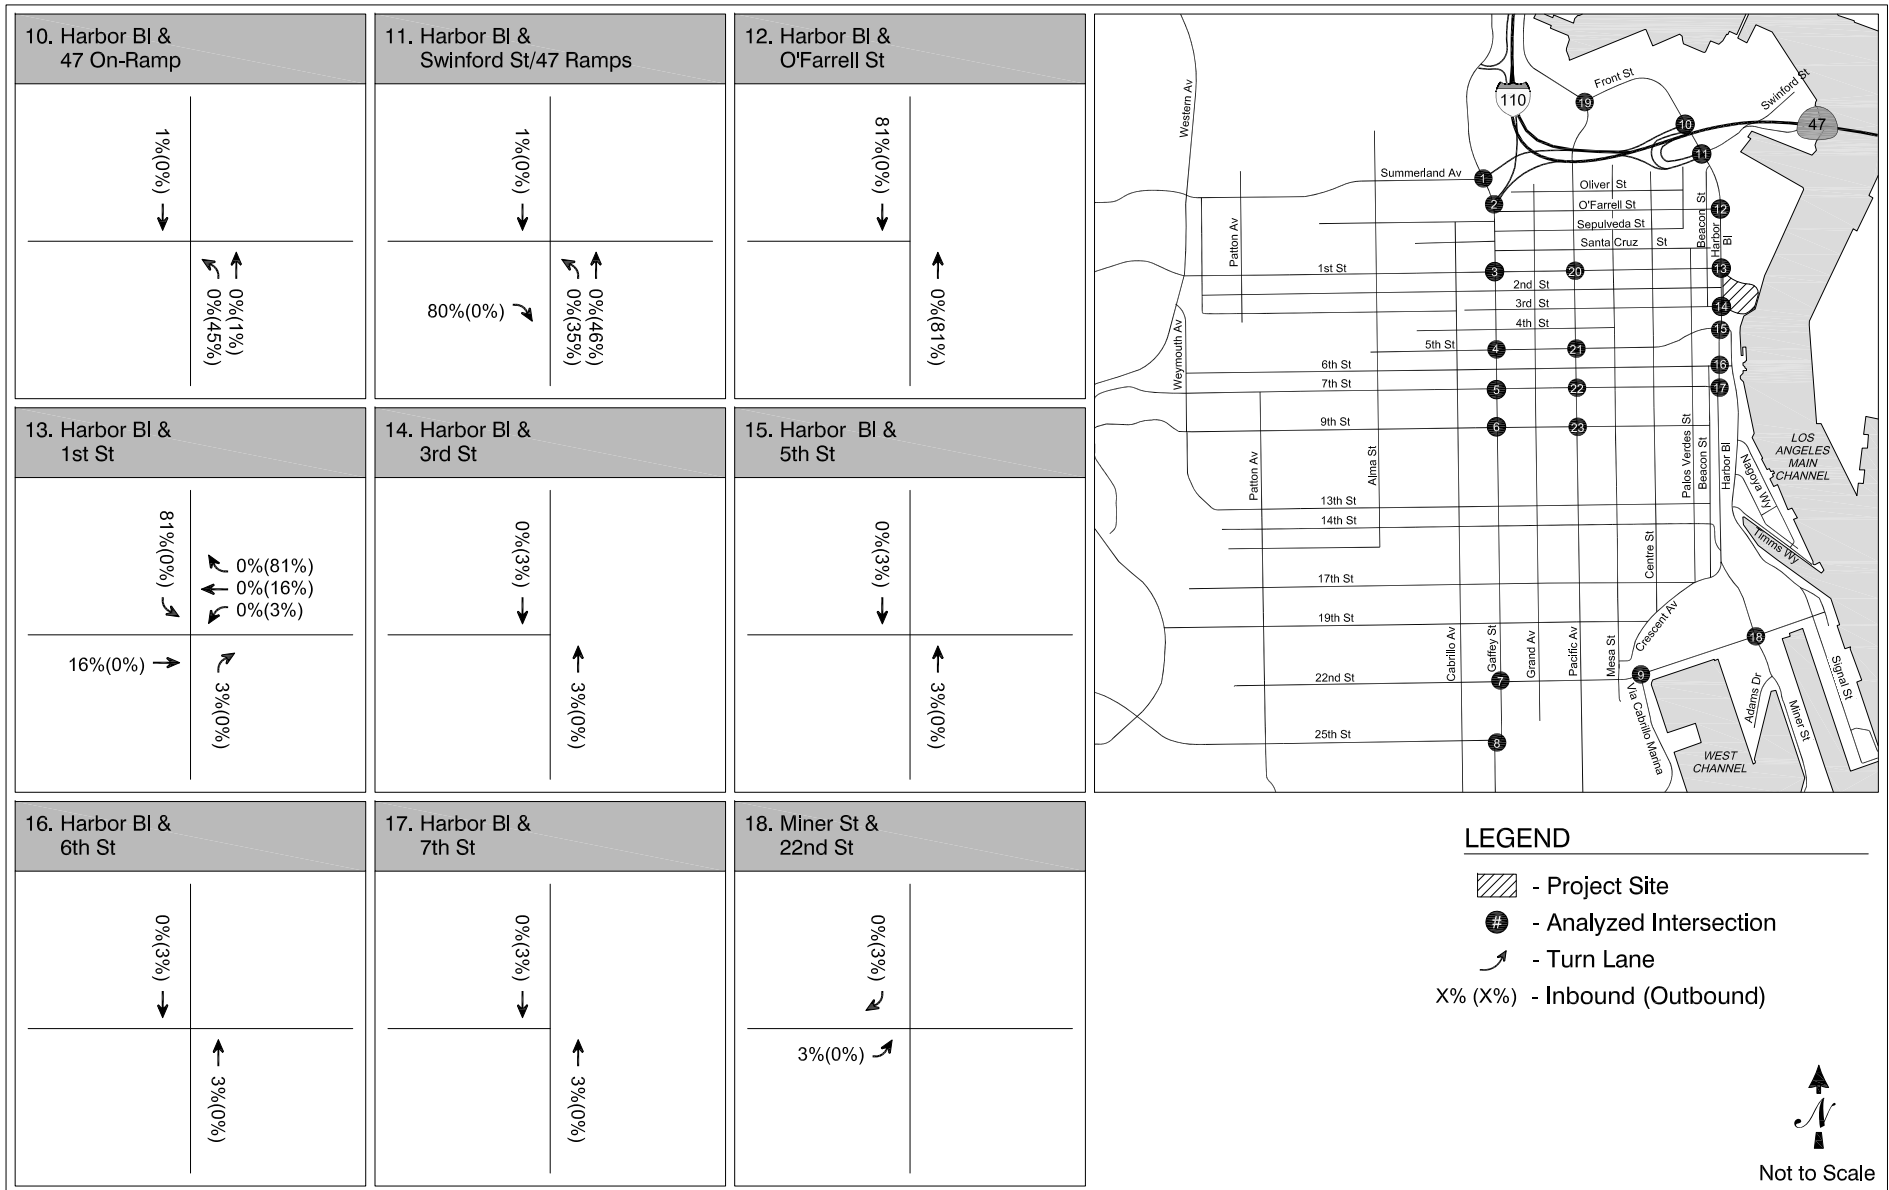 10. Harbor Bl &
47 On-Ramp
1%(0%)
0%(45%)
0%(1%)
11. Harbor Bl &
Swinford St/47 Ramps
1%(0%)
80%(0%)
0%(35%)
0%(46%)
12. Harbor Bl &
O'Farrell St
81%(0%)
0%(81%)
13. Harbor Bl &
1st St
81%(0%)
0%(81%)
0%(16%)
0%(3%)
16%(0%)
3%(0%)
14. Harbor Bl &
3rd St
0%(3%)
3%(0%)
15. Harbor Bl &
5th St
0%(3%)
3%(0%)
16. Harbor Bl &
6th St
0%(3%)
3%(0%)
17. Harbor Bl &
7th St
0%(3%)
3%(0%)
18. Miner St &
22nd St
0%(3%)
3%(0%)
Western Av
110
Front St
19
Swinford St
10
47
11
Summerland Av
1
Oliver St
2
O'Farrell St
12
Sepulveda St
Santa Cruz St
Beacon St
Harbor Bl
Patton Av
1st St
3
20
13
2nd St
3rd St
14
4th St
15
5th St
4
21
Weymouth Av
6th St
16
7th St
5
22
17
9th St
6
23
Patton Av
Alma St
Palos Verdes St
Beacon St
Harbor Bl
Nagoya Wy
LOS
ANGELES
MAIN
CHANNEL
13th St
14th St
Timms Wy
Centre St
17th St
19th St
Crescent Av
18
Cabrillo Av
Gaffey St
Grand Av
Pacific Av
Mesa St
22nd St
7
9
Via Cabrillo Marina
Adams Dr
Miner St
Signal St
25th St
8
WEST
CHANNEL
LEGEND
- Project Site
# - Analyzed Intersection
- Turn Lane
X% (X%) - Inbound (Outbound)
N
Not to Scale